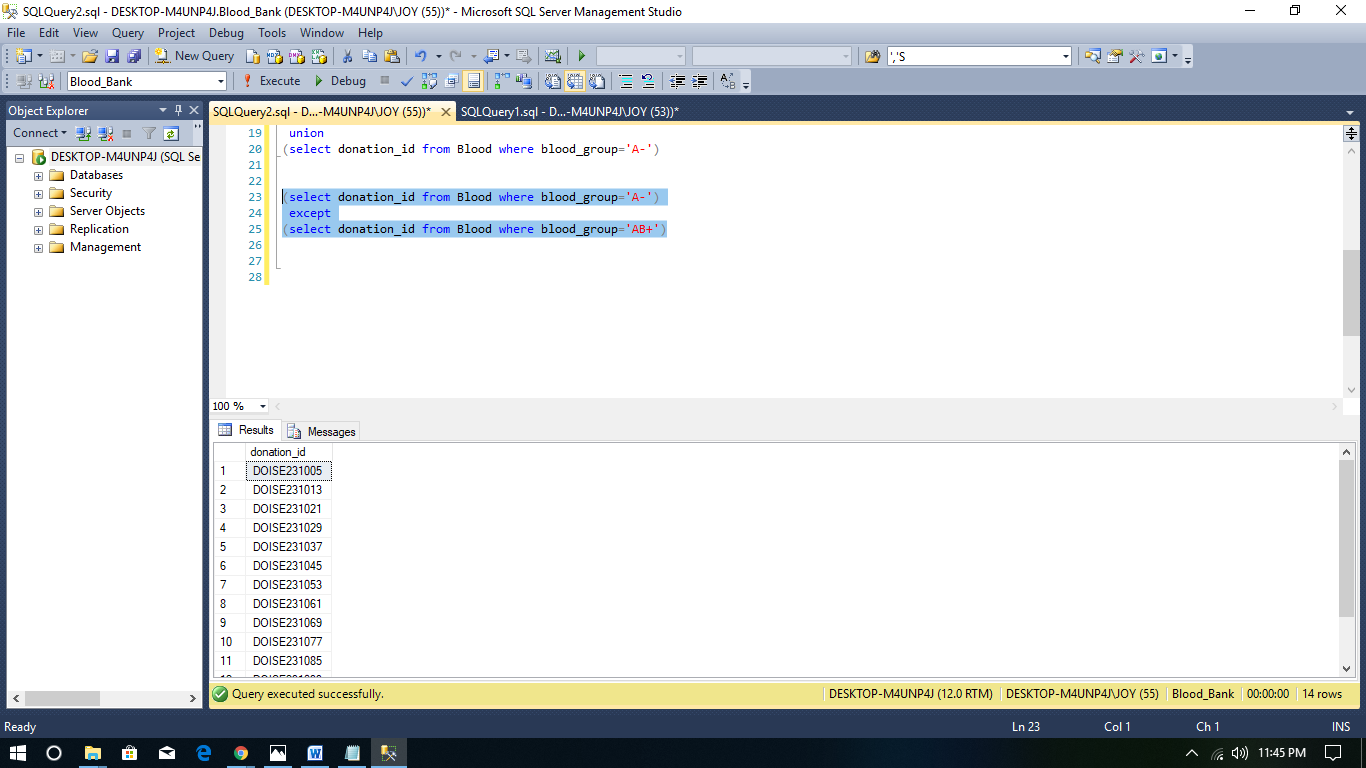 SQLQuery2.sql - DESKTOP-M4UNP4J.Blood_Bank (DESKTOP-M4UNP4J\JOY (55))* - Microsoft SQL Server Management Studio
File Edit View Query Project Debug Tools Window Help
New Query MDX DMX ','S
Blood_Bank Execute Debug
Object Explorer
Connect
DESKTOP-M4UNP4J (SQL Se
Databases
Security
Server Objects
Replication
Management
SQLQuery2.sql - D...-M4UNP4J\JOY (55))* SQLQuery1.sql - D...-M4UNP4J\JOY (53))*
19 union
20 (select donation_id from Blood where blood_group='A-')
21
22
23 (select donation_id from Blood where blood_group='A-')
24 except
25 (select donation_id from Blood where blood_group='AB+')
26
27
28
100 %
Results Messages
donation_id
1 DOISE231005
2 DOISE231013
3 DOISE231021
4 DOISE231029
5 DOISE231037
6 DOISE231045
7 DOISE231053
8 DOISE231061
9 DOISE231069
10 DOISE231077
11 DOISE231085
Query executed successfully. DESKTOP-M4UNP4J (12.0 RTM) DESKTOP-M4UNP4J\JOY (55) Blood_Bank 00:00:00 14 rows
Ready Ln 23 Col 1 Ch 1 INS
11:45 PM